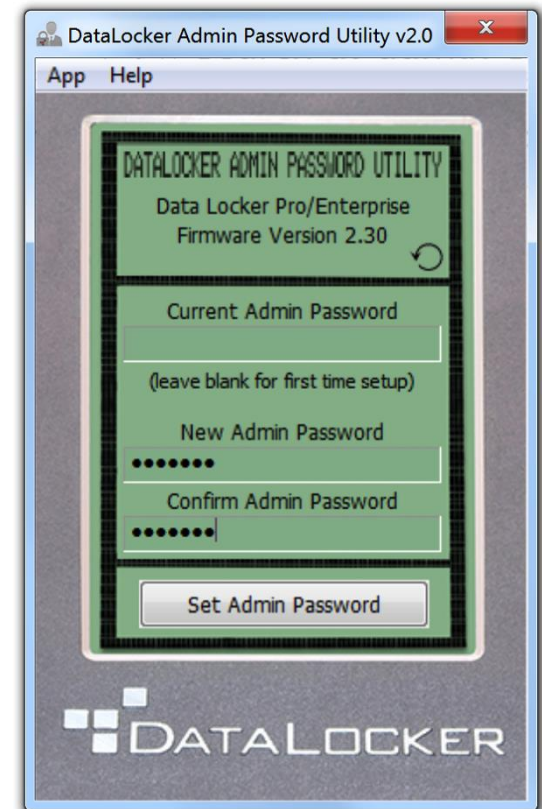 DataLocker Admin Password Utility v2.0
App Help
DATALOCKER ADMIN PASSWORD UTILITY
Data Locker Pro/Enterprise
Firmware Version 2.30
Current Admin Password
(leave blank for first time setup)
New Admin Password
•••••••
Confirm Admin Password
•••••••
Set Admin Password
DATALOCKER